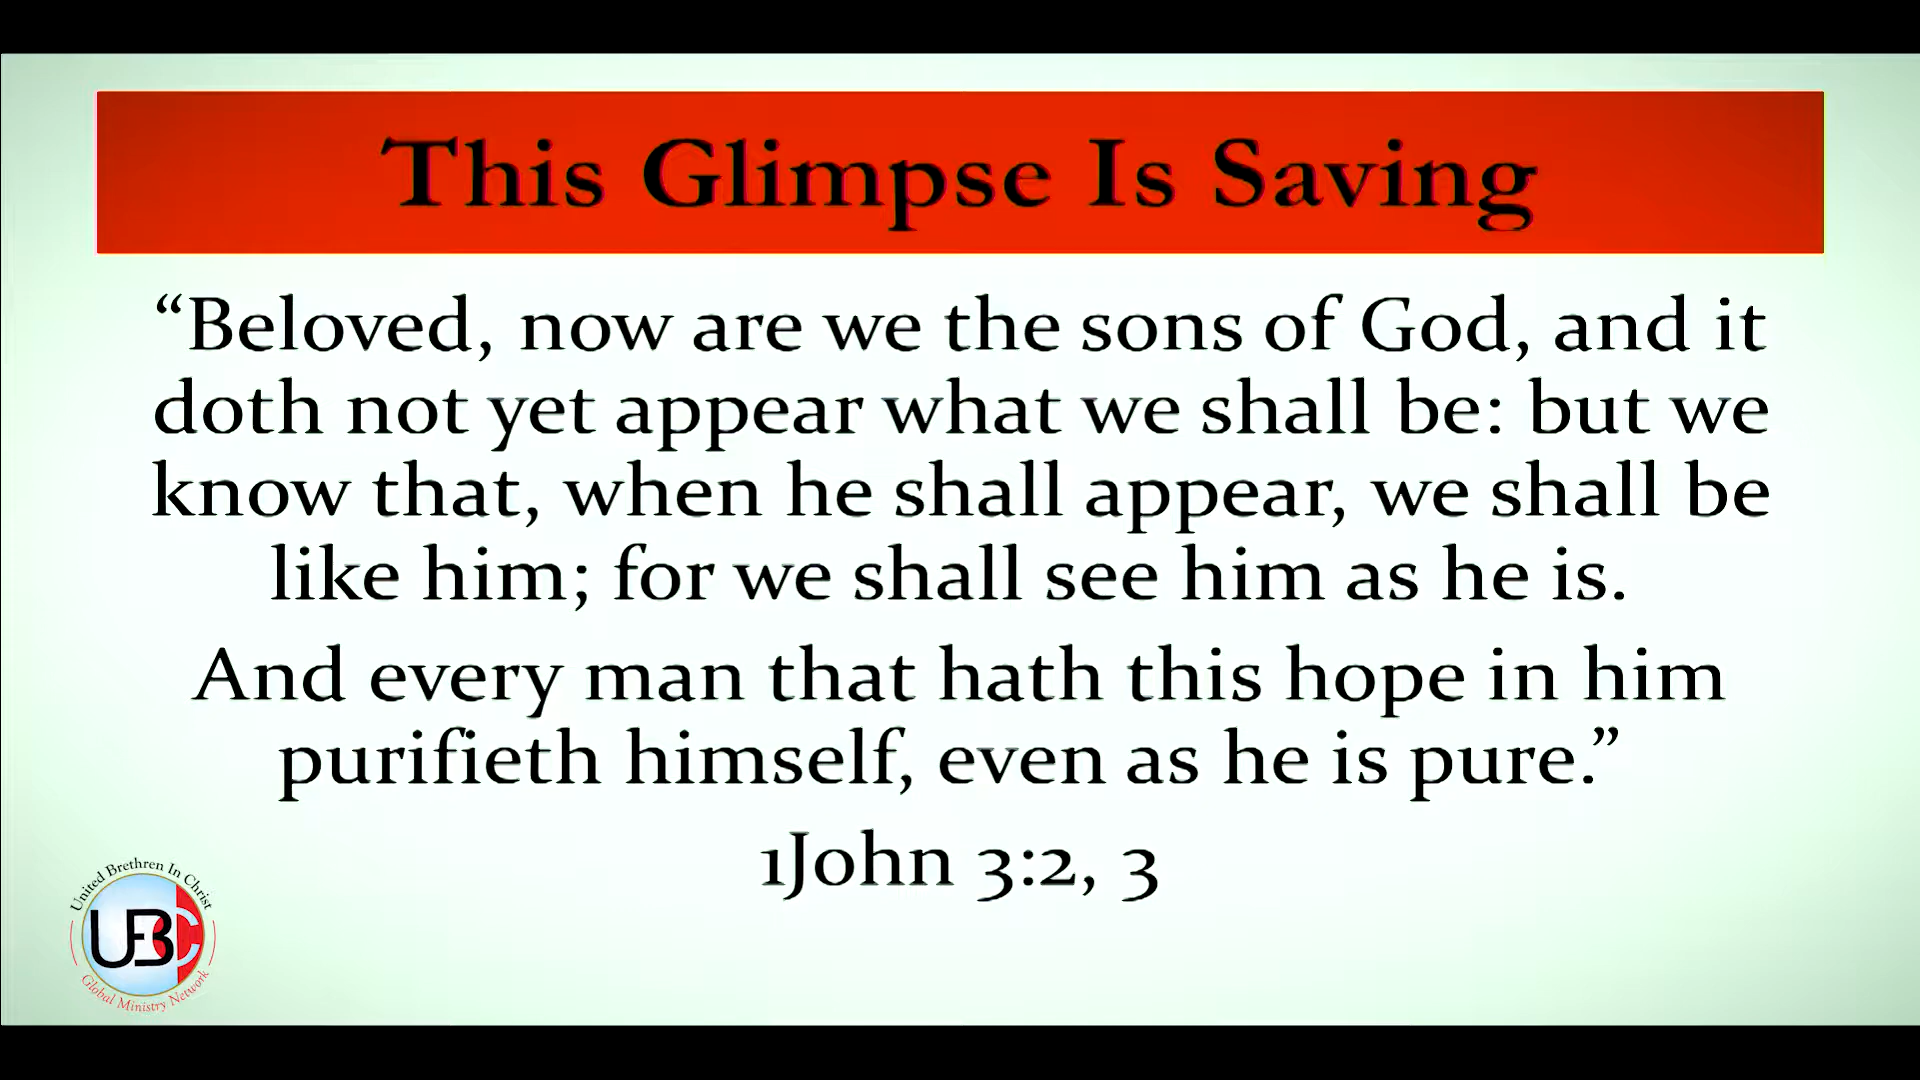 This Glimpse Is Saving
“Beloved, now are we the sons of God, and it
doth not yet appear what we shall be: but we
know that, when he shall appear, we shall be
like him; for we shall see him as he is.
And every man that hath this hope in him
purifieth himself, even as he is pure.”
1John 3:2, 3
United Brethren In Christ
UBC
Global Ministry Network